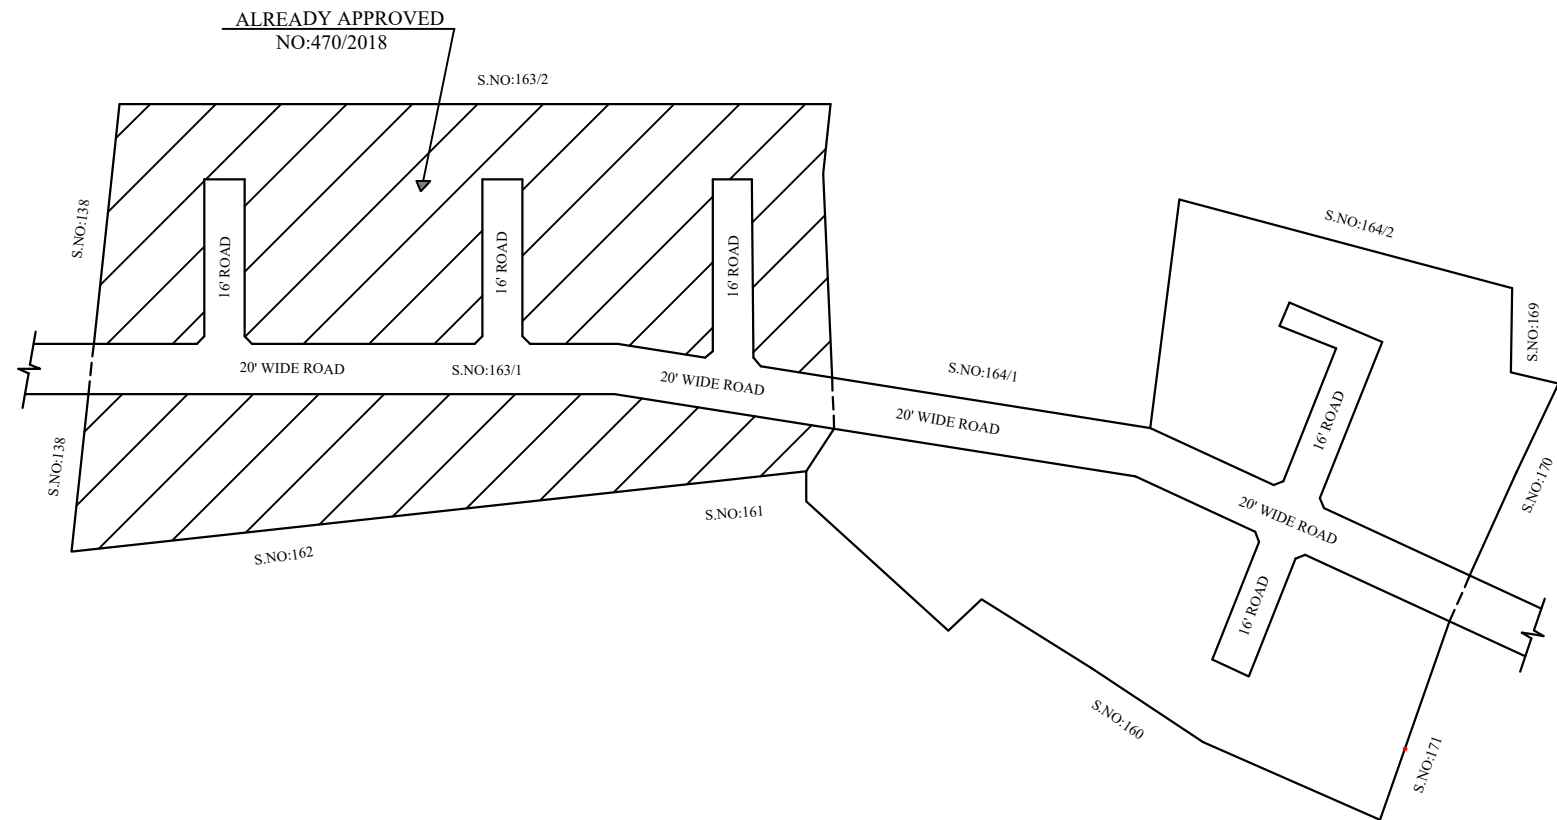 ALREADY APPROVED
NO:470/2018
S.NO:163/2
S.NO:138
16' ROAD
16' ROAD
16' ROAD
S.NO:164/2
S.NO:169
20' WIDE ROAD
S.NO:163/1
20' WIDE ROAD
S.NO:164/1
20' WIDE ROAD
16' ROAD
S.NO:138
S.NO:170
20' WIDE ROAD
S.NO:161
S.NO:162
16' ROAD
S.NO:160
S.NO:171